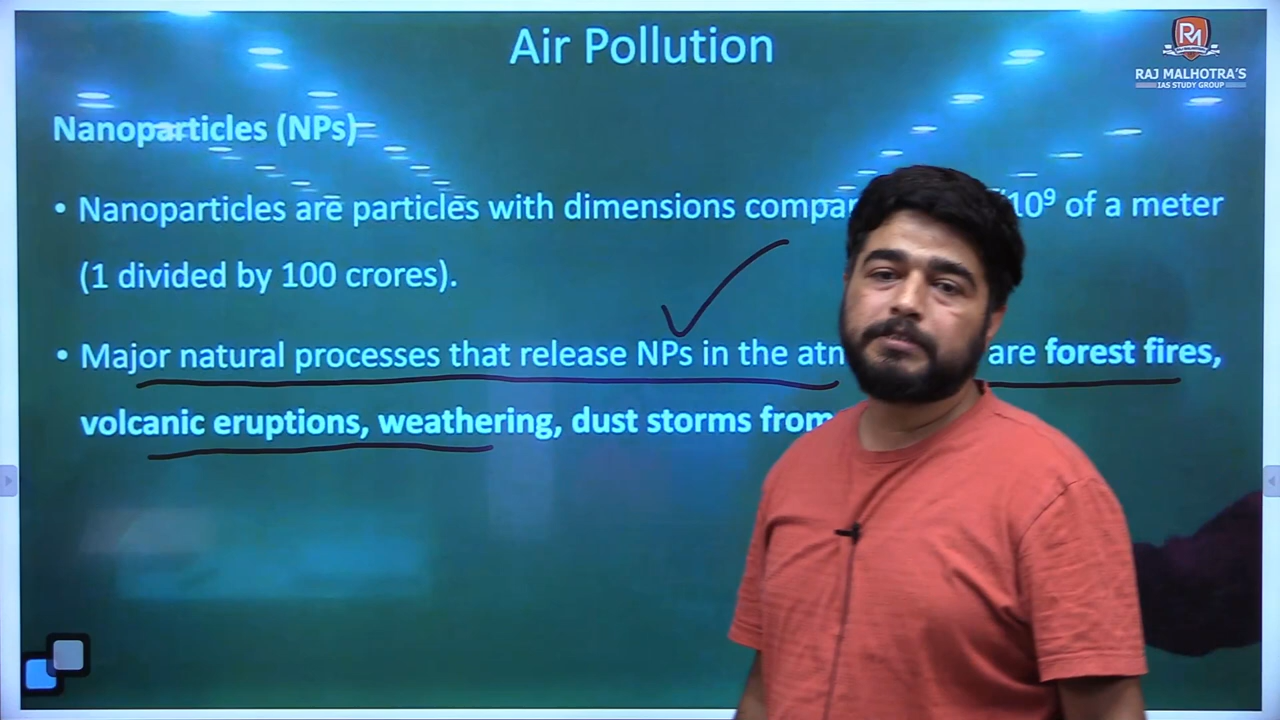 Air Pollution
RM
RAJ MALHOTRA'S
IAS STUDY GROUP
Nanoparticles (NPs)
• Nanoparticles are particles with dimensions 10⁹ of a meter
(1 divided by 100 crores).
• Major natural processes that release NPs in the are forest fires,
volcanic eruptions, weathering, dust storms from